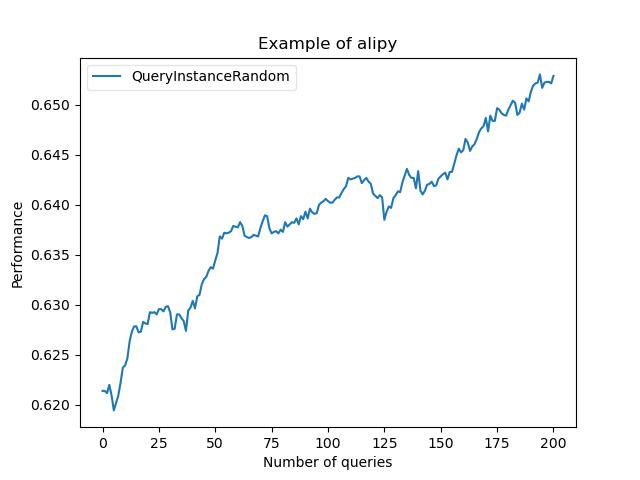 Example of alipy
QueryInstanceRandom
Performance
0.650
0.645
0.640
0.635
0.630
0.625
0.620
0 25 50 75 100 125 150 175 200
Number of queries